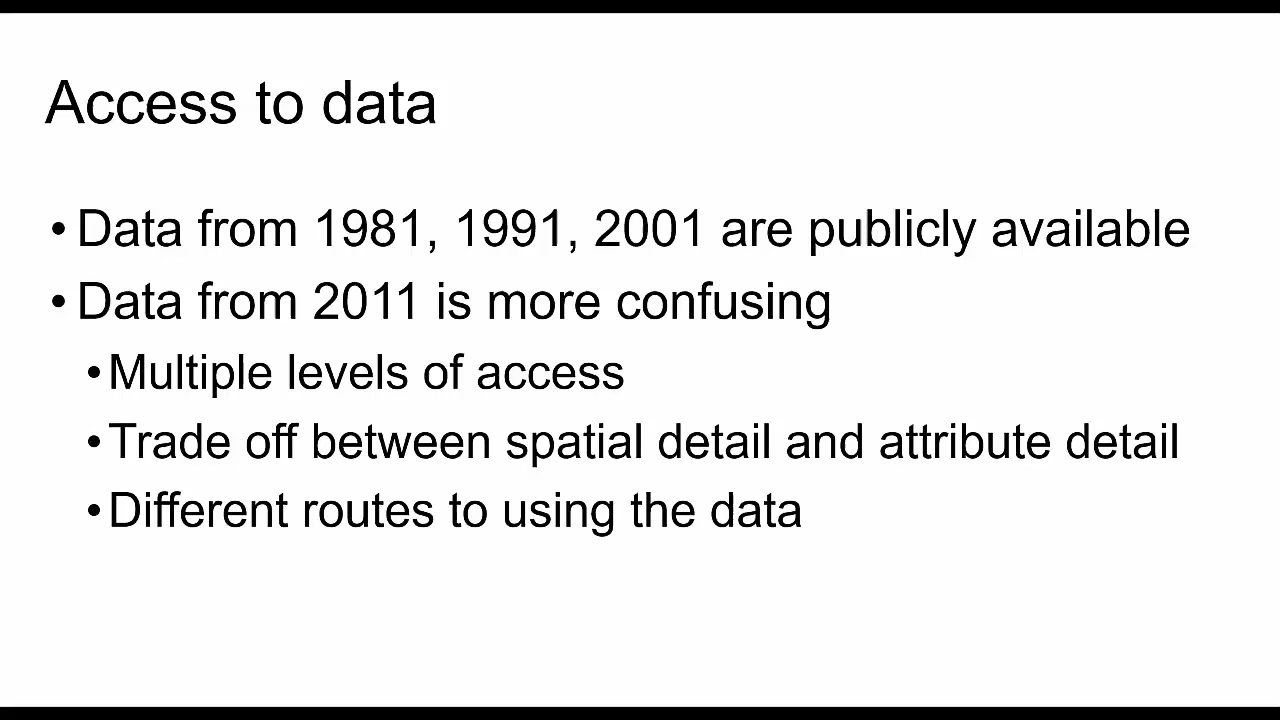 Access to data
• Data from 1981, 1991, 2001 are publicly available
• Data from 2011 is more confusing
• Multiple levels of access
• Trade off between spatial detail and attribute detail
• Different routes to using the data